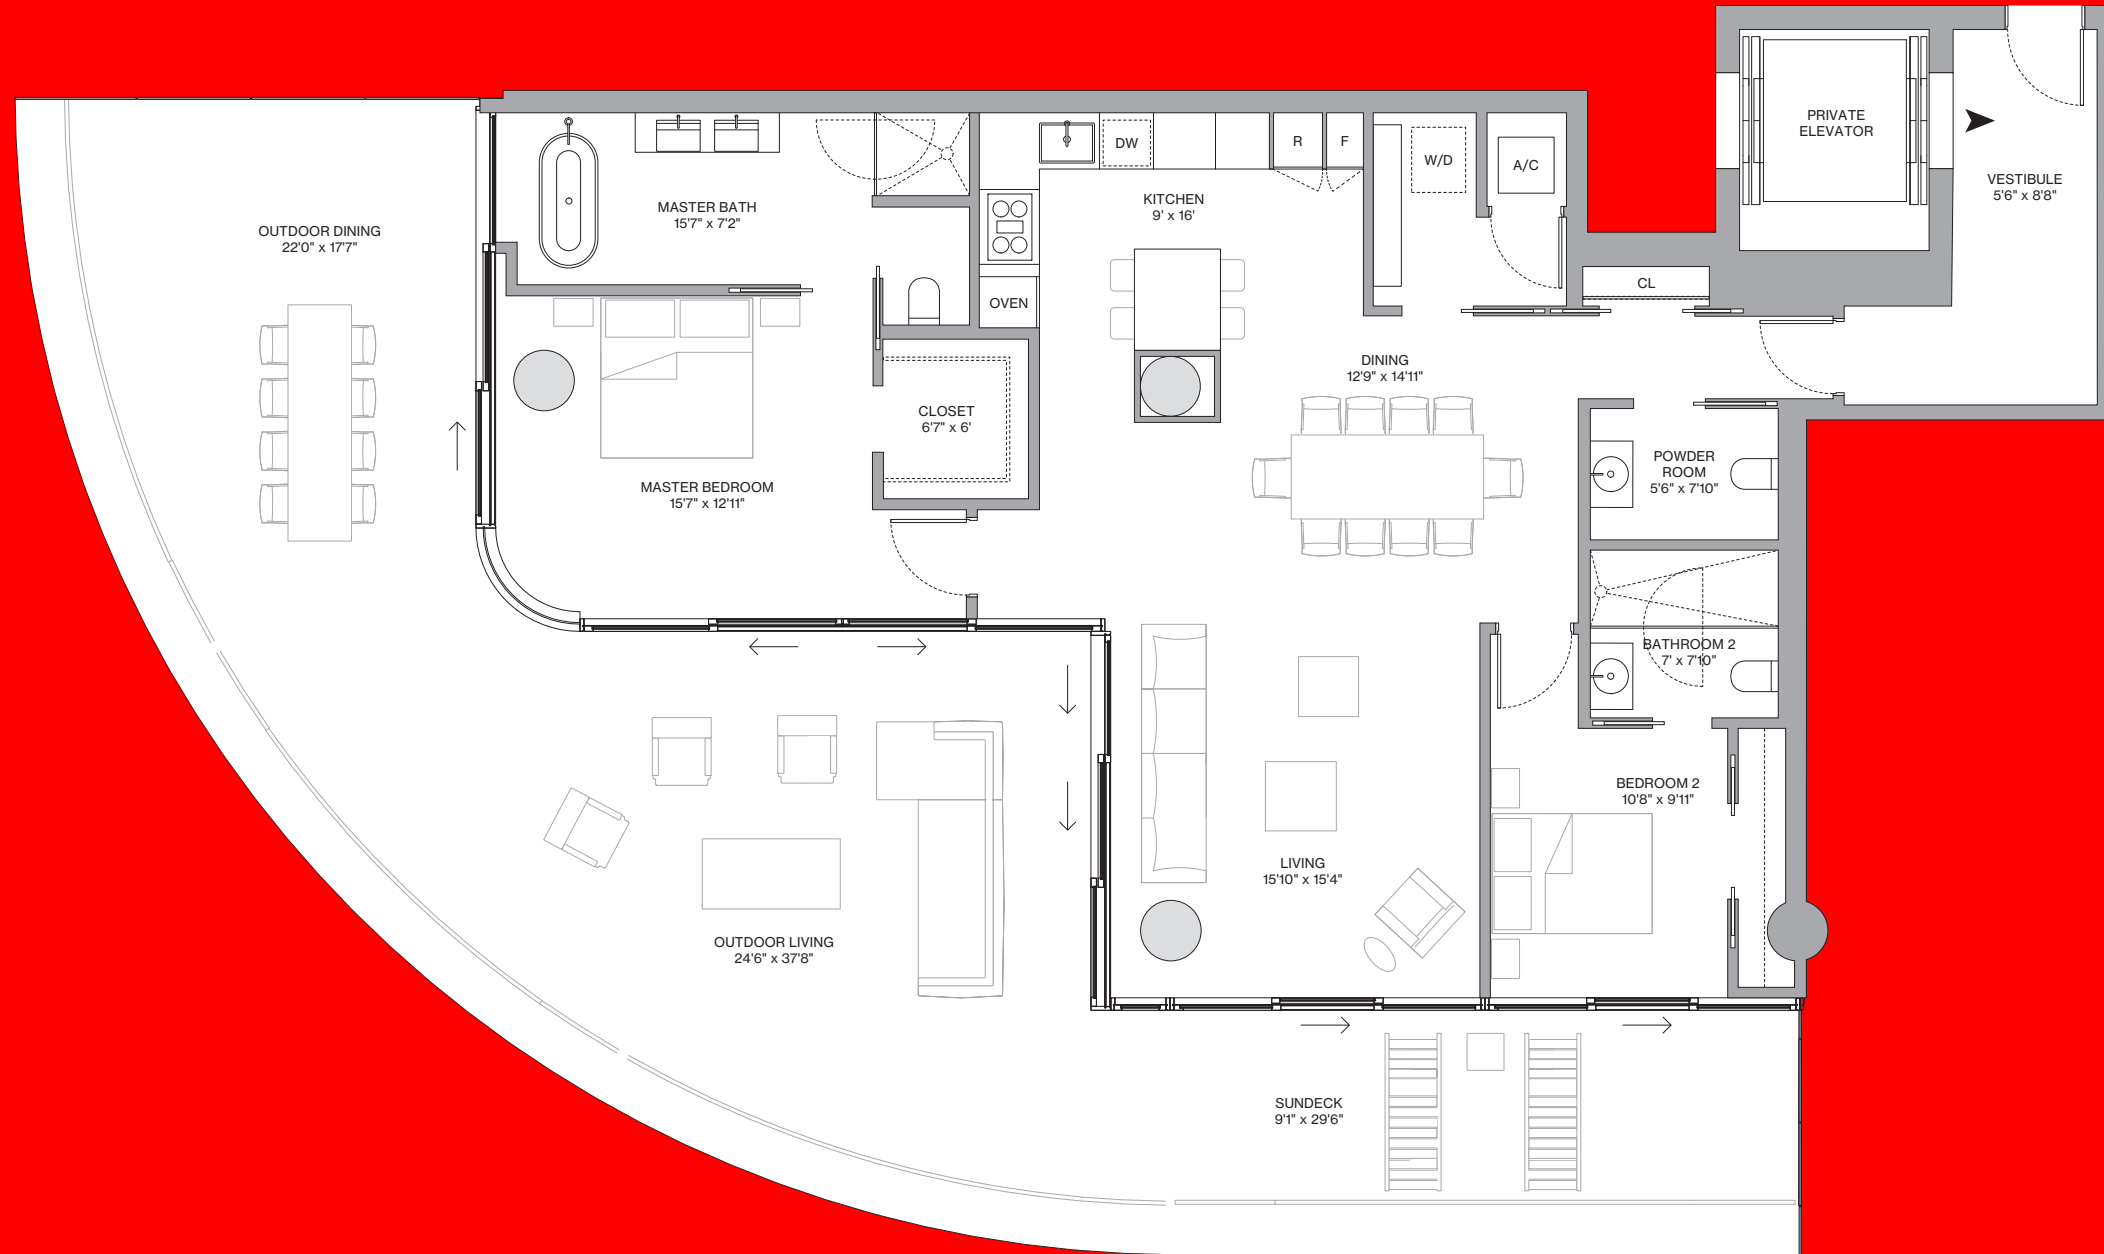 PRIVATE
ELEVATOR
VESTIBULE
5'6" x 8'8"
DW
R
F
W/D
A/C
KITCHEN
9' x 16'
MASTER BATH
15'7" x 7'2"
OUTDOOR DINING
22'0" x 17'7"
CL
OVEN
DINING
12'9" x 14'11"
CLOSET
6'7" x 6'
MASTER BEDROOM
15'7" x 12'11"
POWDER
ROOM
5'6" x 7'10"
BATHROOM 2
7' x 7'10"
BEDROOM 2
10'8" x 9'11"
LIVING
15'10" x 15'4"
OUTDOOR LIVING
24'6" x 37'8"
SUNDECK
9'1" x 29'6"